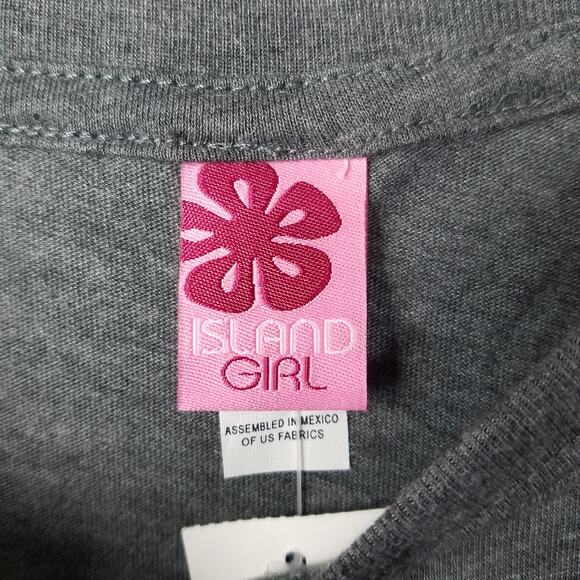 ISLAND
GIRL
ASSEMBLED IN MEXICO
OF US FABRICS